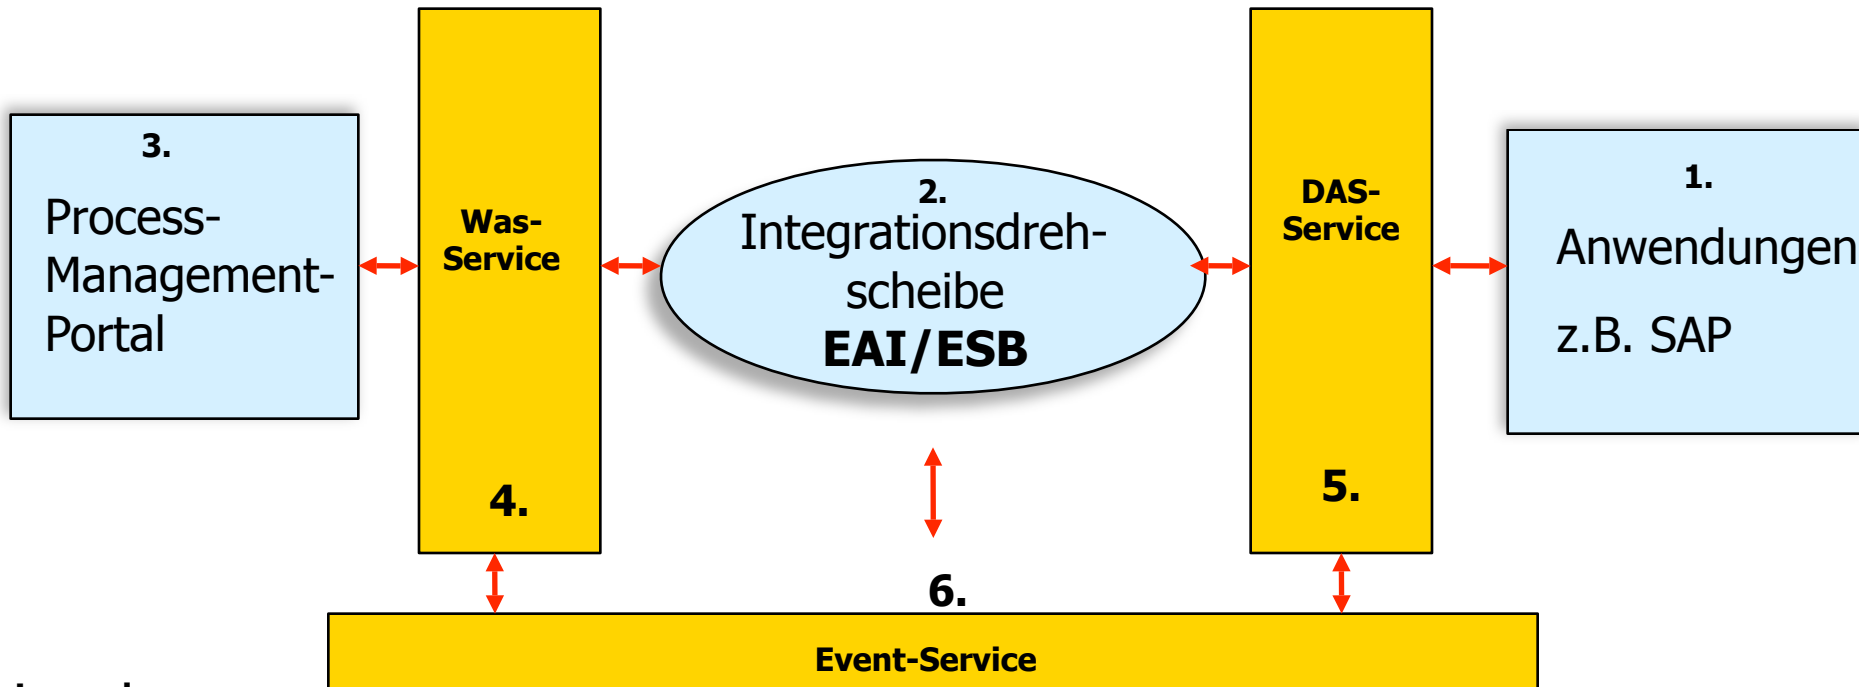 3.
Process-
Management-
Portal
Was-
Service
4.
2.
Integrationsdreh-
scheibe
EAI/ESB
DAS-
Service
5.
1.
Anwendungen
z.B. SAP
6.
Event-Service